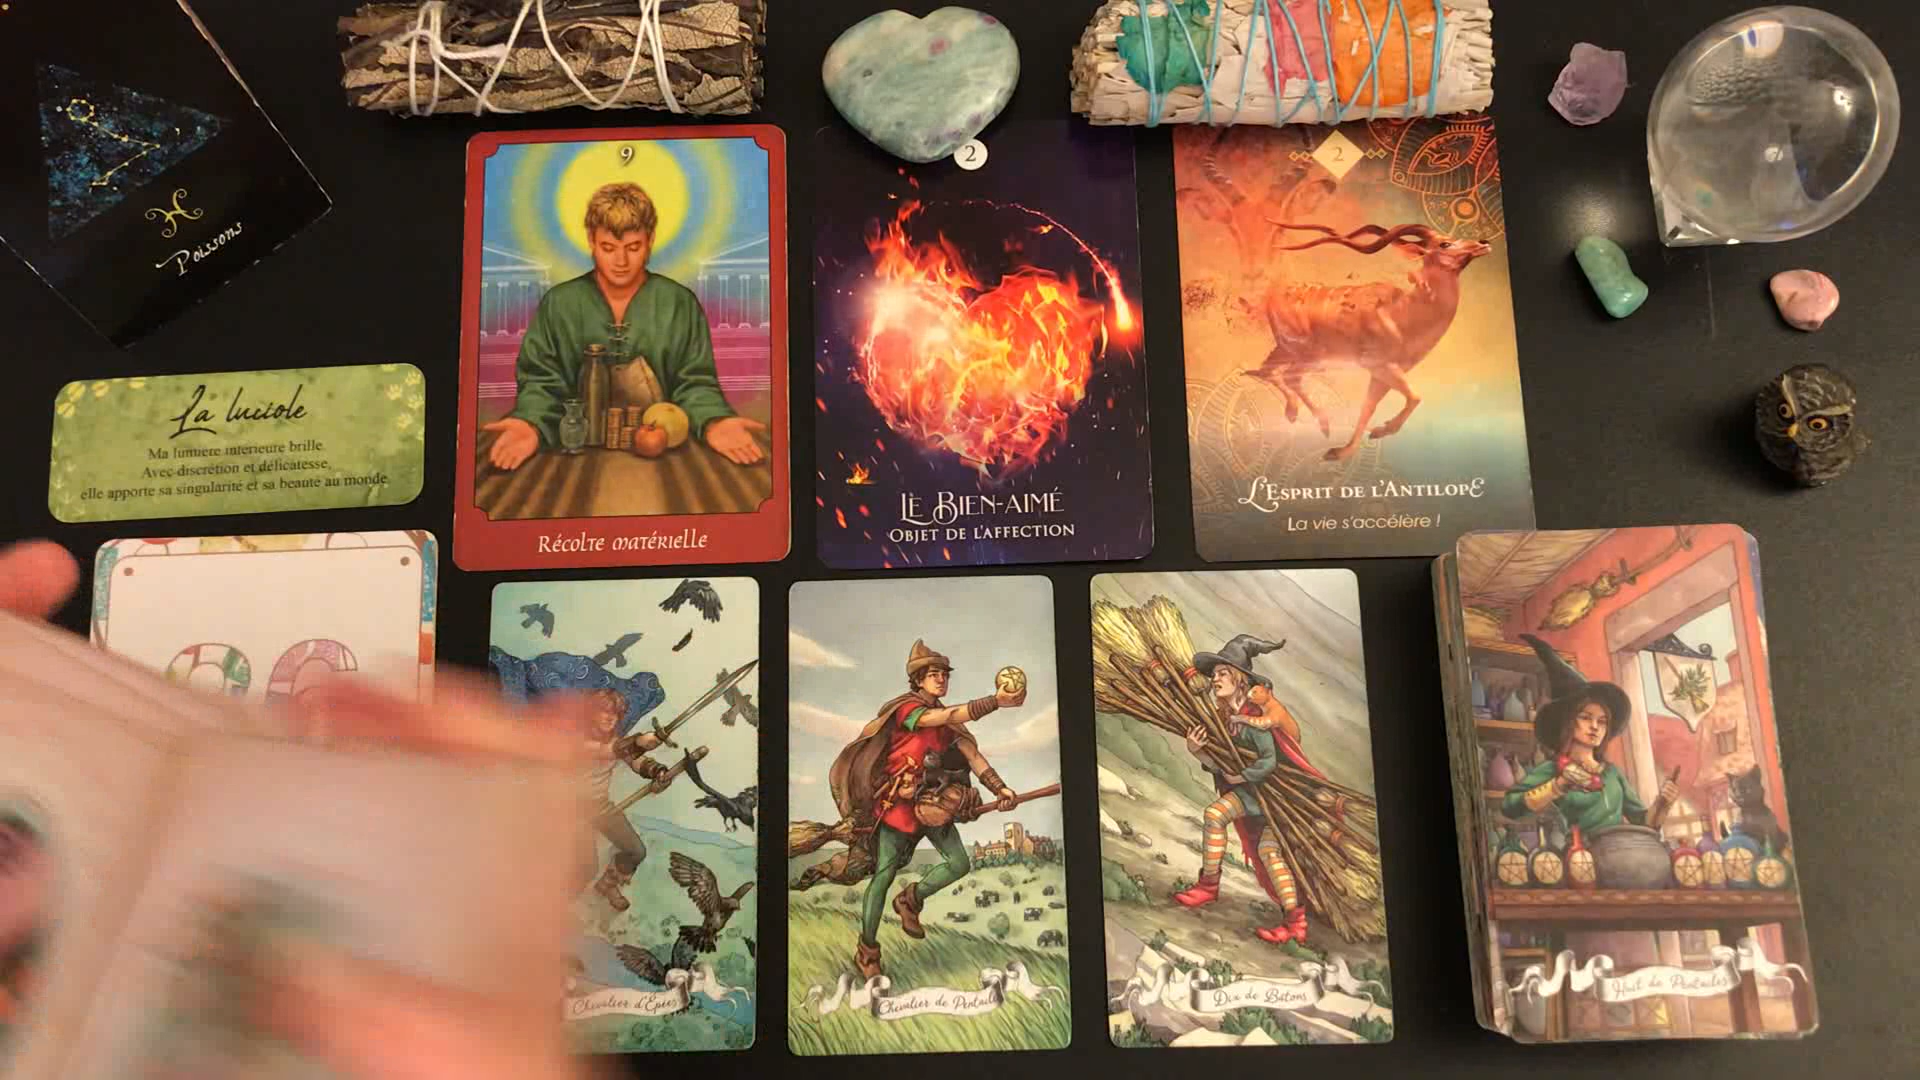 Poissons
La luciole
Ma lumière intérieure brille.
Avec discrétion et délicatesse,
elle apporte sa singularité et sa beauté au monde.
9
Récolte matérielle
2
Le Bien-aimé
Objet de l'affection
2
L'Esprit de l'Antilope
La vie s'accélère !
Chevalier d'Épées
Chevalier de Pentacles
Dix de Bâtons
Huit de Pentacles